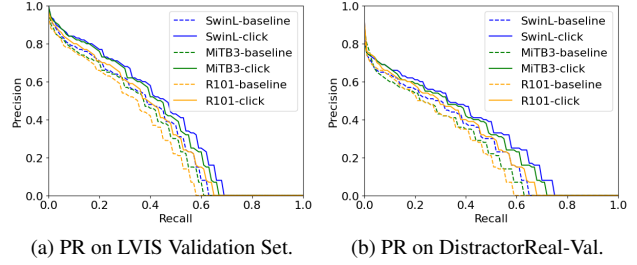 1.0
0.8
0.6
0.4
0.2
0.0
Precision
0.0 0.2 0.4 0.6 0.8 1.0
Recall
SwinL-baseline
SwinL-click
MiTB3-baseline
MiTB3-click
R101-baseline
R101-click
(a) PR on LVIS Validation Set.
1.0
0.8
0.6
0.4
0.2
0.0
Precision
0.0 0.2 0.4 0.6 0.8 1.0
Recall
SwinL-baseline
SwinL-click
MiTB3-baseline
MiTB3-click
R101-baseline
R101-click
(b) PR on DistractorReal-Val.